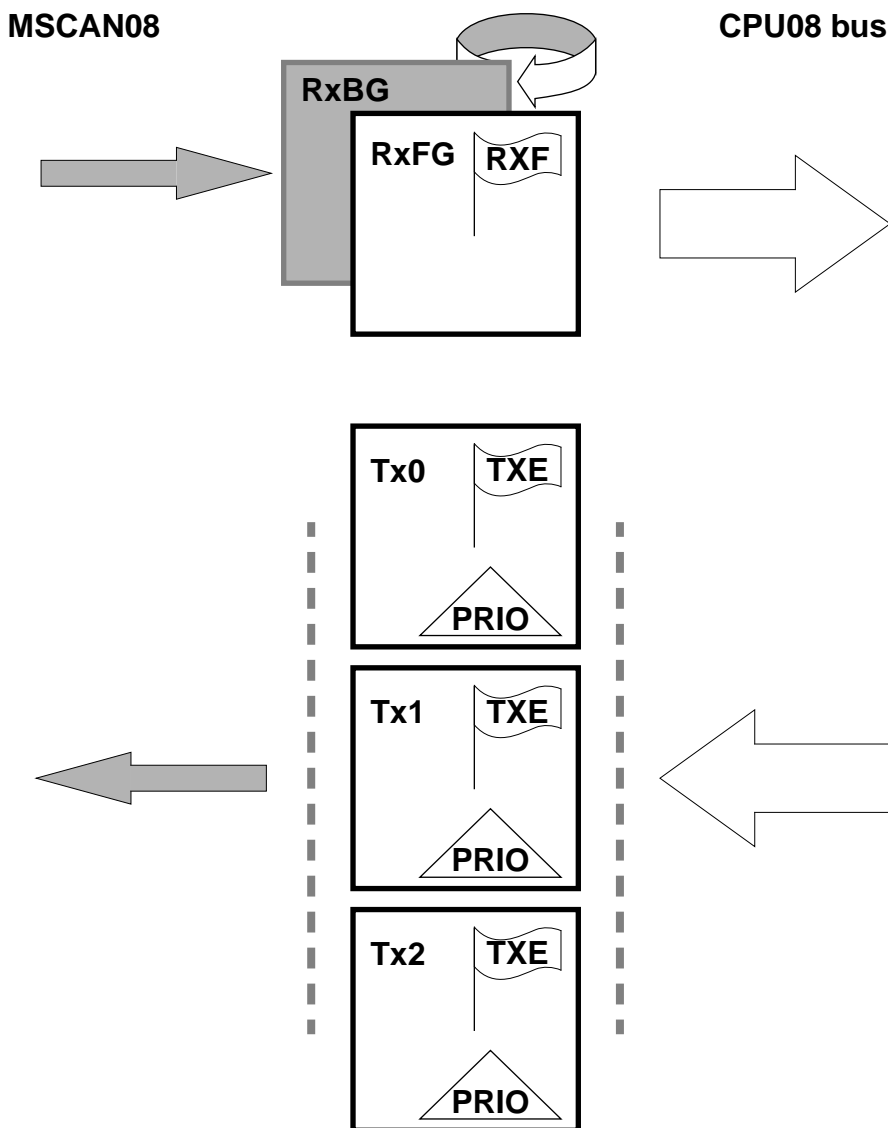 MSCAN08
CPU08 bus
RxBG
RxFG
RXF
Tx0
TXE
PRIO
Tx1
TXE
PRIO
Tx2
TXE
PRIO